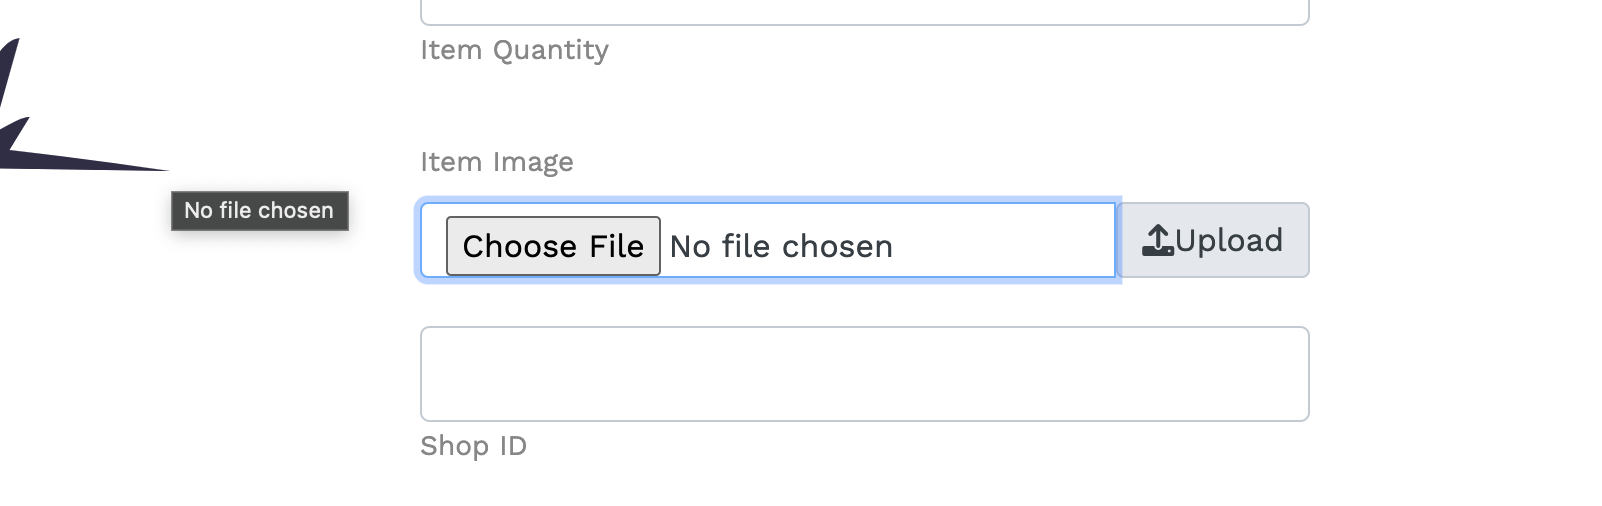 Item Quantity
Item Image
No file chosen
Choose File No file chosen Upload
Shop ID